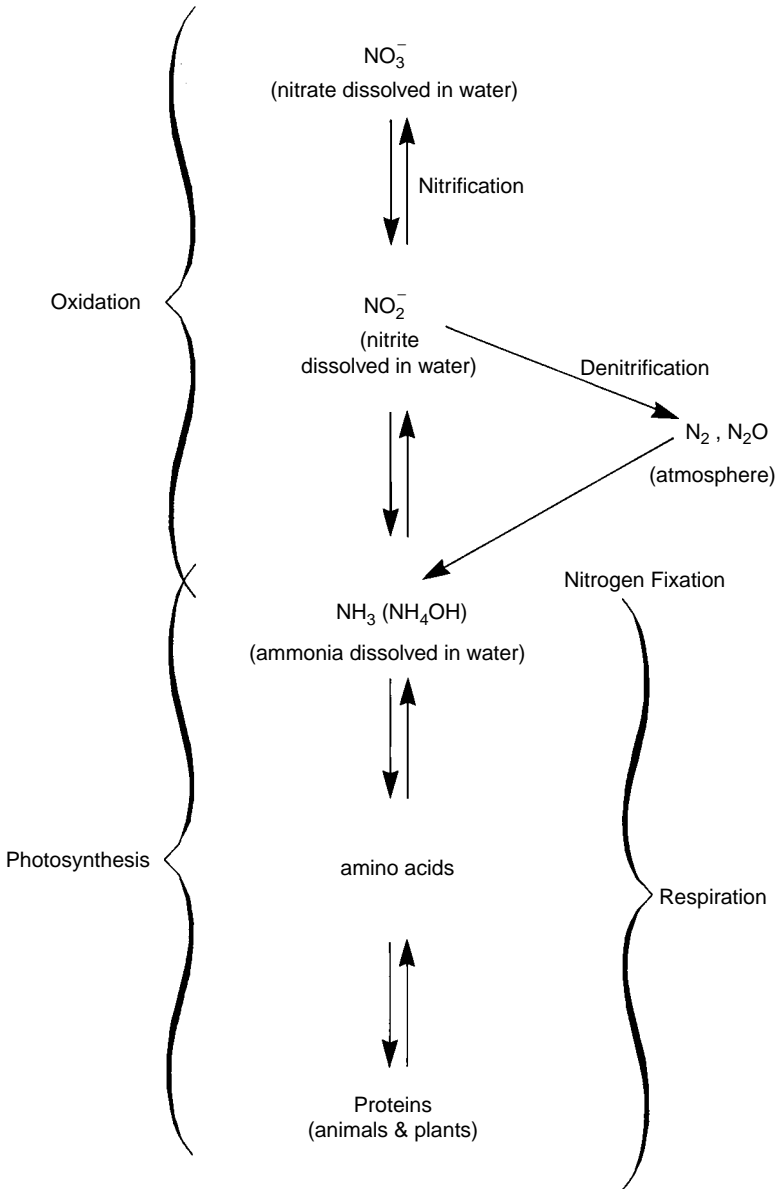 NO₃⁻
(nitrate dissolved in water)
Nitrification
Oxidation
NO₂⁻
(nitrite
dissolved in water)
Denitrification
N₂ , N₂O
(atmosphere)
Nitrogen Fixation
NH₃ (NH₄OH)
(ammonia dissolved in water)
Photosynthesis
amino acids
Respiration
Proteins
(animals & plants)